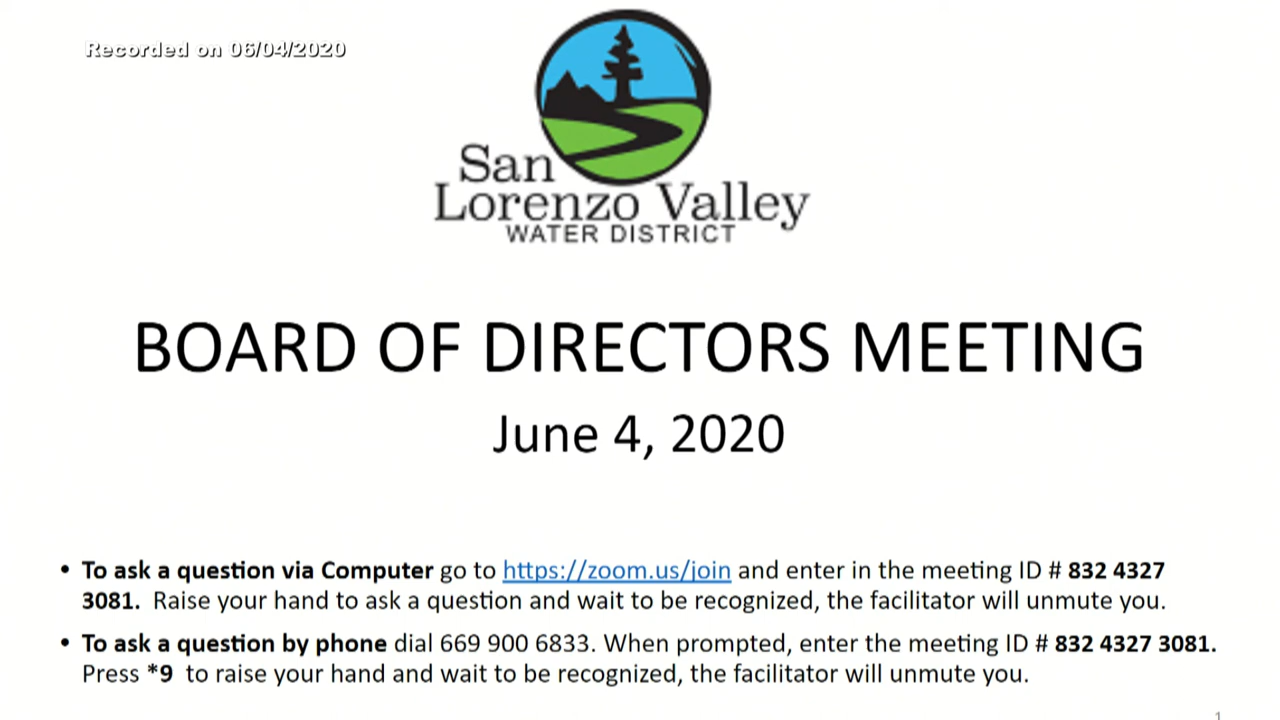 Recorded on 06/04/2020
San
Lorenzo Valley
WATER DISTRICT
BOARD OF DIRECTORS MEETING
June 4, 2020
• To ask a question via Computer go to https://zoom.us/join and enter in the meeting ID # 832 4327
3081.  Raise your hand to ask a question and wait to be recognized, the facilitator will unmute you.
• To ask a question by phone dial 669 900 6833. When prompted, enter the meeting ID # 832 4327 3081.
Press *9  to raise your hand and wait to be recognized, the facilitator will unmute you.
1